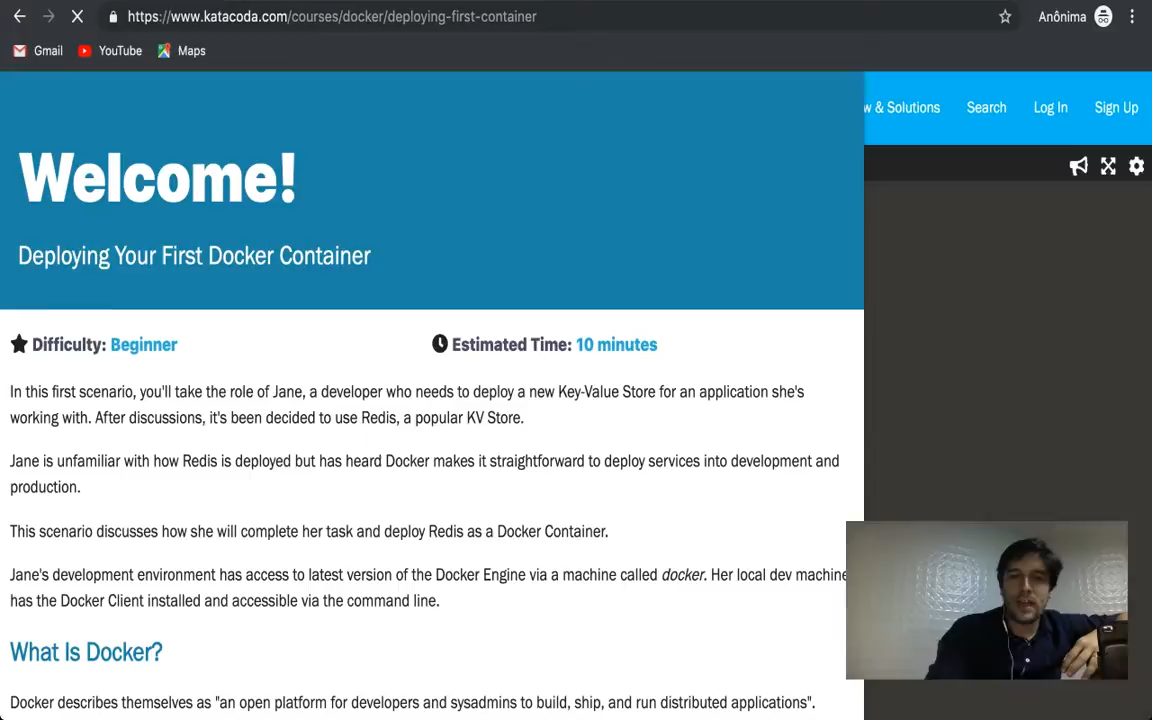 https://www.katacoda.com/courses/docker/deploying-first-container
Anônima
Gmail YouTube Maps
w & Solutions Search Log In Sign Up
Welcome!
Deploying Your First Docker Container
Difficulty: Beginner Estimated Time: 10 minutes
In this first scenario, you'll take the role of Jane, a developer who needs to deploy a new Key-Value Store for an application she's
working with. After discussions, it's been decided to use Redis, a popular KV Store.
Jane is unfamiliar with how Redis is deployed but has heard Docker makes it straightforward to deploy services into development and
production.
This scenario discusses how she will complete her task and deploy Redis as a Docker Container.
Jane's development environment has access to latest version of the Docker Engine via a machine called docker. Her local dev machine
has the Docker Client installed and accessible via the command line.
What Is Docker?
Docker describes themselves as "an open platform for developers and sysadmins to build, ship, and run distributed applications".